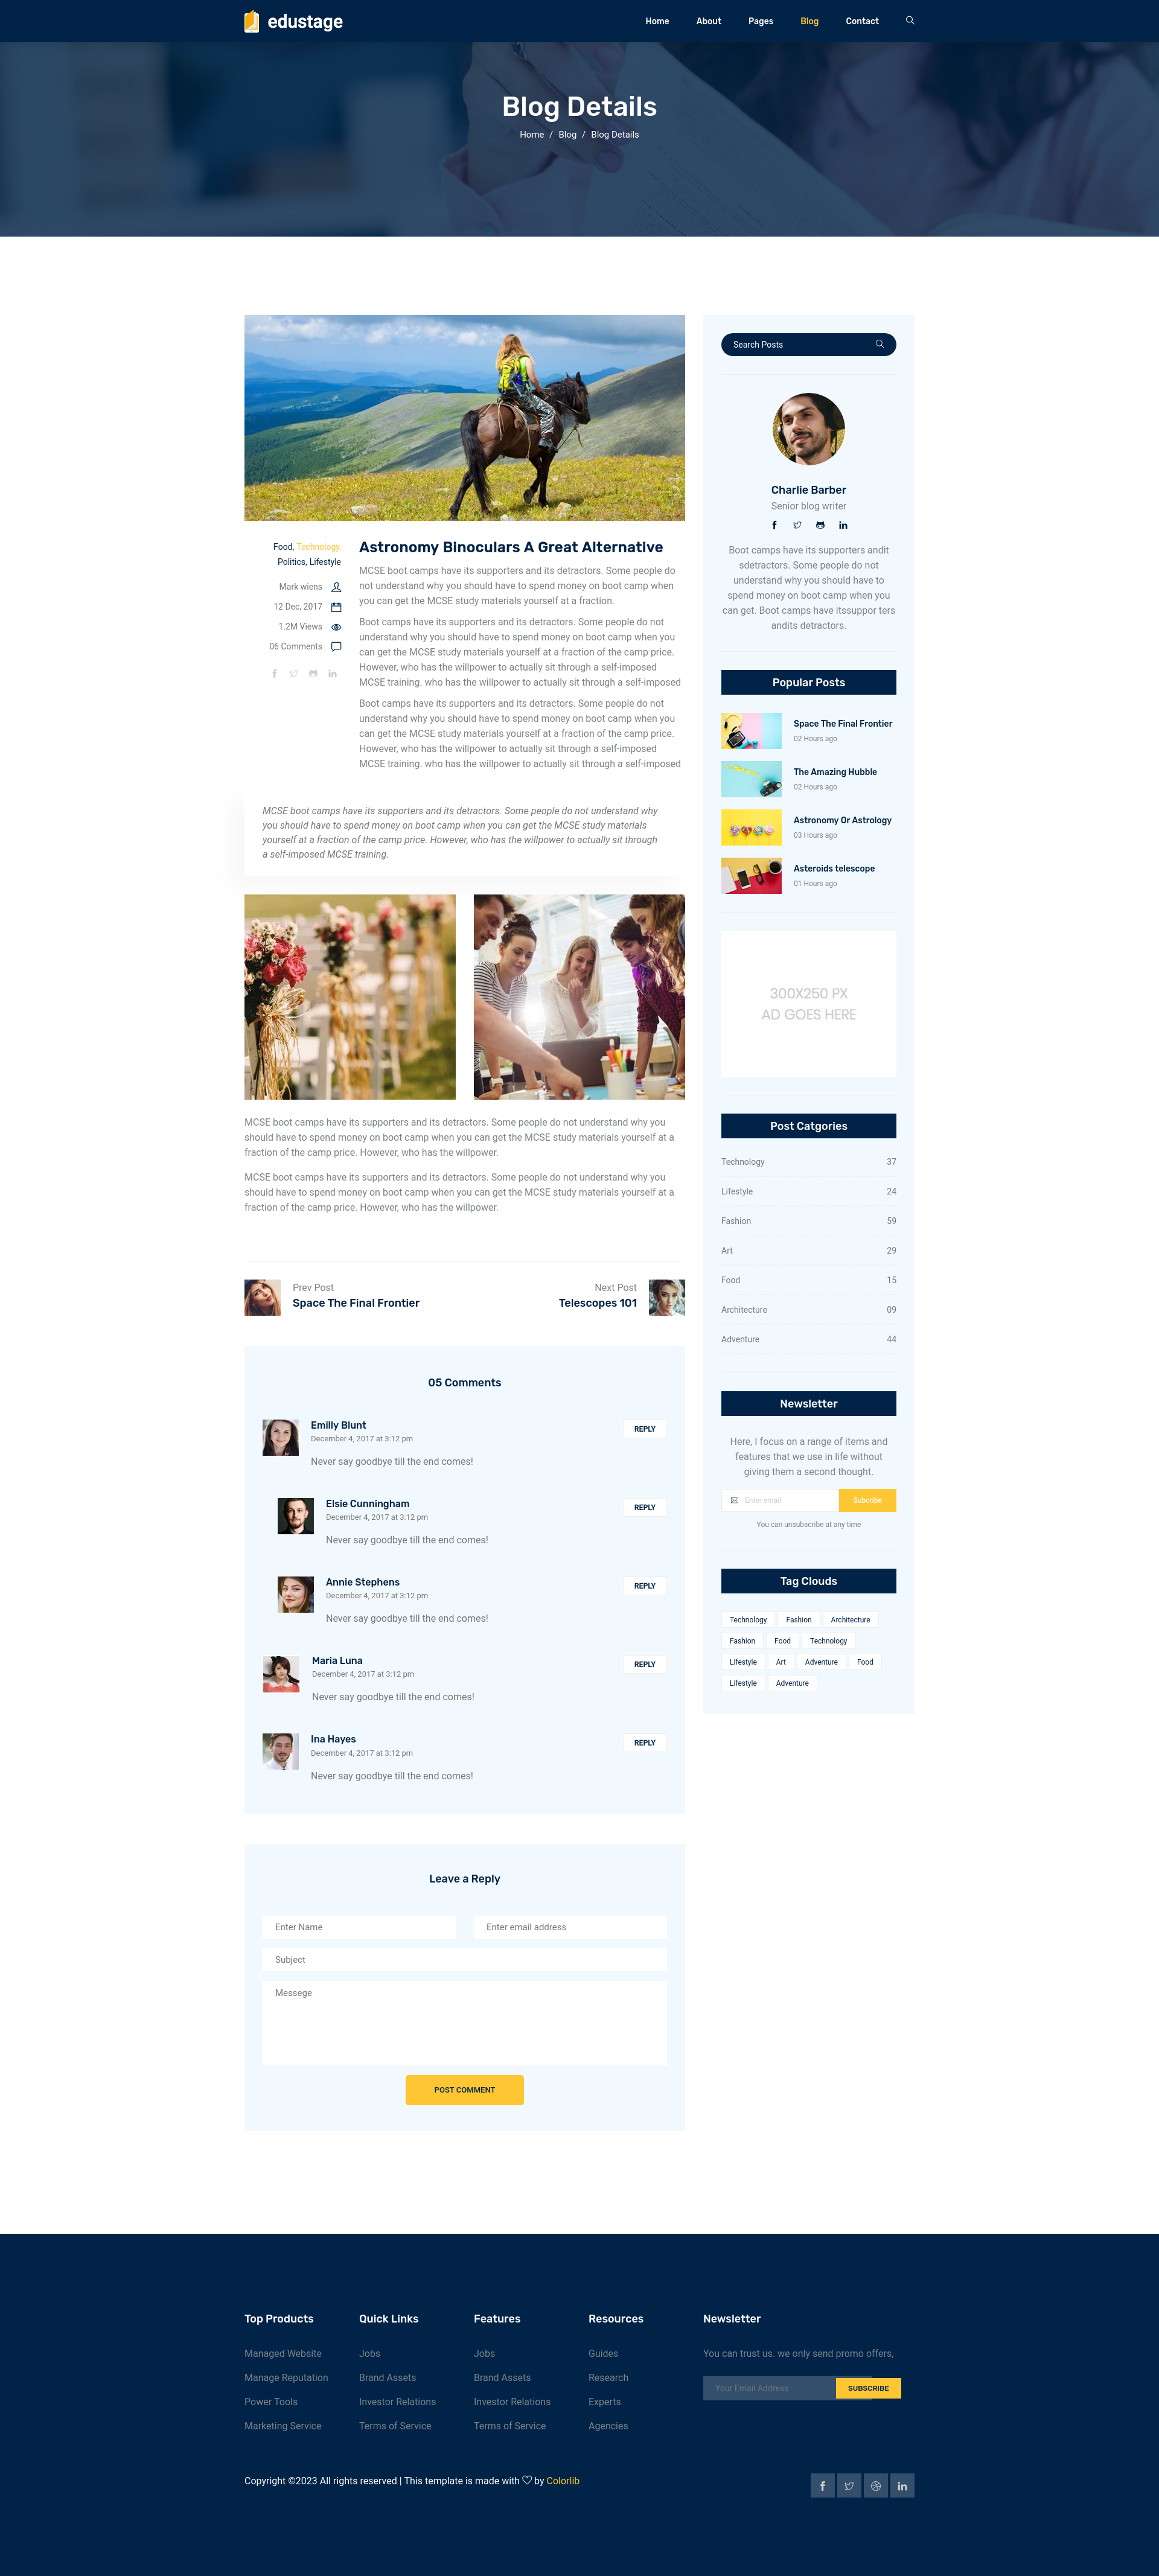 edustage
Home About Pages Blog Contact
Blog Details
Home / Blog / Blog Details
Food, Technology,
Politics, Lifestyle
Mark wiens
12 Dec, 2017
1.2M Views
06 Comments
Astronomy Binoculars A Great Alternative
MCSE boot camps have its supporters and its detractors. Some people do
not understand why you should have to spend money on boot camp when
you can get the MCSE study materials yourself at a fraction.
Boot camps have its supporters and its detractors. Some people do not
understand why you should have to spend money on boot camp when you
can get the MCSE study materials yourself at a fraction of the camp price.
However, who has the willpower to actually sit through a self-imposed
MCSE training. who has the willpower to actually sit through a self-imposed
Boot camps have its supporters and its detractors. Some people do not
understand why you should have to spend money on boot camp when you
can get the MCSE study materials yourself at a fraction of the camp price.
However, who has the willpower to actually sit through a self-imposed
MCSE training. who has the willpower to actually sit through a self-imposed
MCSE boot camps have its supporters and its detractors. Some people do not understand why
you should have to spend money on boot camp when you can get the MCSE study materials
yourself at a fraction of the camp price. However, who has the willpower to actually sit through
a self-imposed MCSE training.
MCSE boot camps have its supporters and its detractors. Some people do not understand why you
should have to spend money on boot camp when you can get the MCSE study materials yourself at a
fraction of the camp price. However, who has the willpower.
MCSE boot camps have its supporters and its detractors. Some people do not understand why you
should have to spend money on boot camp when you can get the MCSE study materials yourself at a
fraction of the camp price. However, who has the willpower.
Prev Post
Space The Final Frontier
Next Post
Telescopes 101
05 Comments
Emilly Blunt
December 4, 2017 at 3:12 pm
Never say goodbye till the end comes!
REPLY
Elsie Cunningham
December 4, 2017 at 3:12 pm
Never say goodbye till the end comes!
REPLY
Annie Stephens
December 4, 2017 at 3:12 pm
Never say goodbye till the end comes!
REPLY
Maria Luna
December 4, 2017 at 3:12 pm
Never say goodbye till the end comes!
REPLY
Ina Hayes
December 4, 2017 at 3:12 pm
Never say goodbye till the end comes!
REPLY
Leave a Reply
Enter Name Enter email address
Subject
Messege
POST COMMENT
Search Posts
Charlie Barber
Senior blog writer
Boot camps have its supporters andit
sdetractors. Some people do not
understand why you should have to
spend money on boot camp when you
can get. Boot camps have itssuppor ters
andits detractors.
Popular Posts
Space The Final Frontier
02 Hours ago
The Amazing Hubble
02 Hours ago
Astronomy Or Astrology
03 Hours ago
Asteroids telescope
01 Hours ago
300X250 PX
AD GOES HERE
Post Catgories
Technology 37
Lifestyle 24
Fashion 59
Art 29
Food 15
Architecture 09
Adventure 44
Newsletter
Here, I focus on a range of items and
features that we use in life without
giving them a second thought.
Enter email Subcribe
You can unsubscribe at any time
Tag Clouds
Technology Fashion Architecture
Fashion Food Technology
Lifestyle Art Adventure Food
Lifestyle Adventure
Top Products
Managed Website
Manage Reputation
Power Tools
Marketing Service
Quick Links
Jobs
Brand Assets
Investor Relations
Terms of Service
Features
Jobs
Brand Assets
Investor Relations
Terms of Service
Resources
Guides
Research
Experts
Agencies
Newsletter
You can trust us. we only send promo offers,
Your Email Address SUBSCRIBE
Copyright ©2023 All rights reserved | This template is made with ♡ by Colorlib